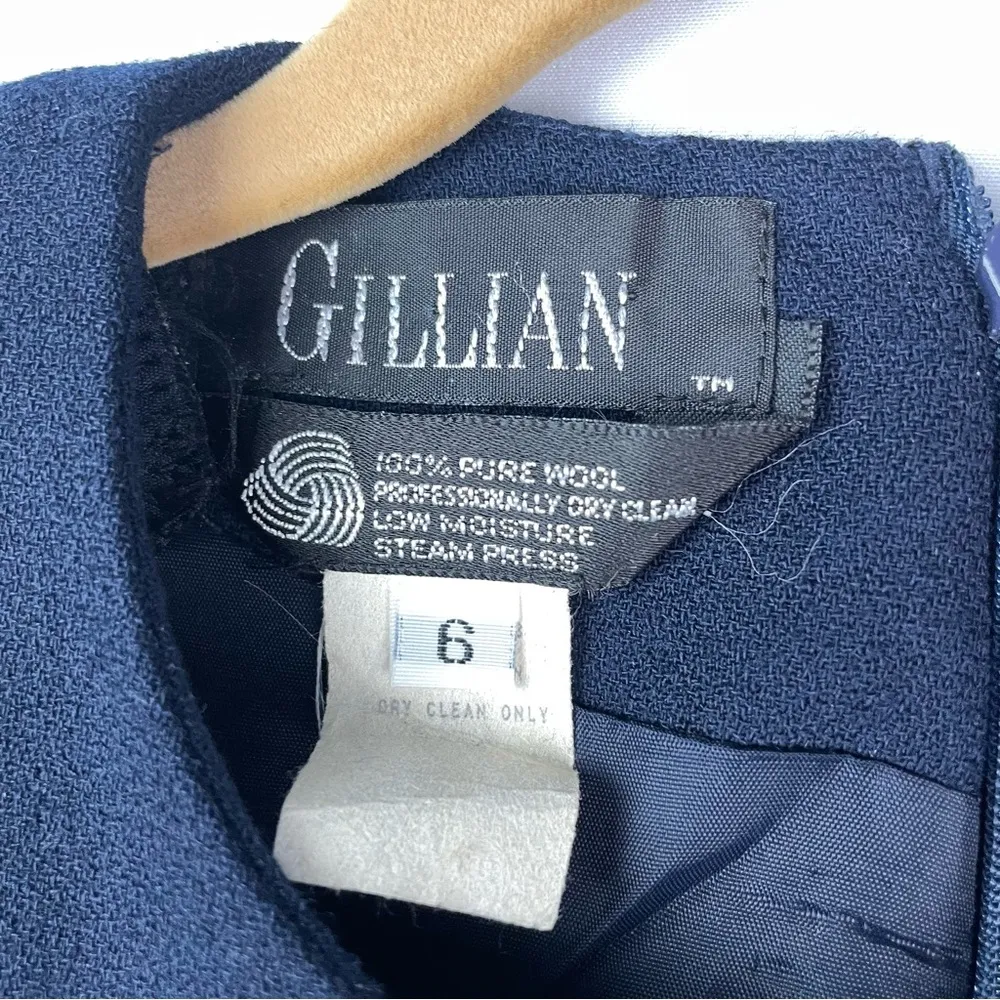 GILLIAN
TM
100% PURE WOOL
PROFESSIONALLY DRY CLEAN
LOW MOISTURE
STEAM PRESS
6
DRY CLEAN ONLY